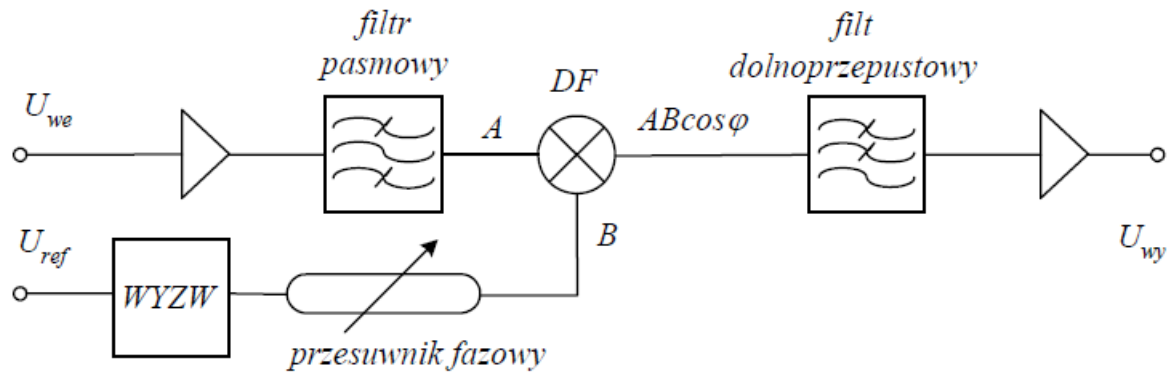 filtr
pasmowy
filt
dolnoprzepustowy
DF
U_we
A
ABcosφ
B
U_ref
WYZW
U_wy
przesuwnik fazowy